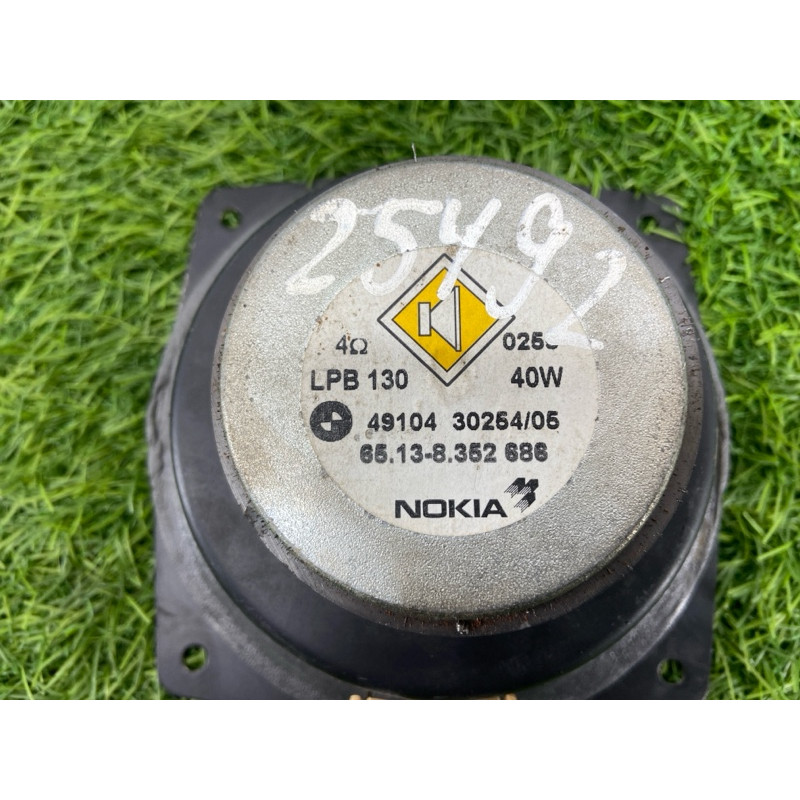 25492
4Ω
LPB 130 40W
49104 30254/05
65.13-8.352 686
NOKIA